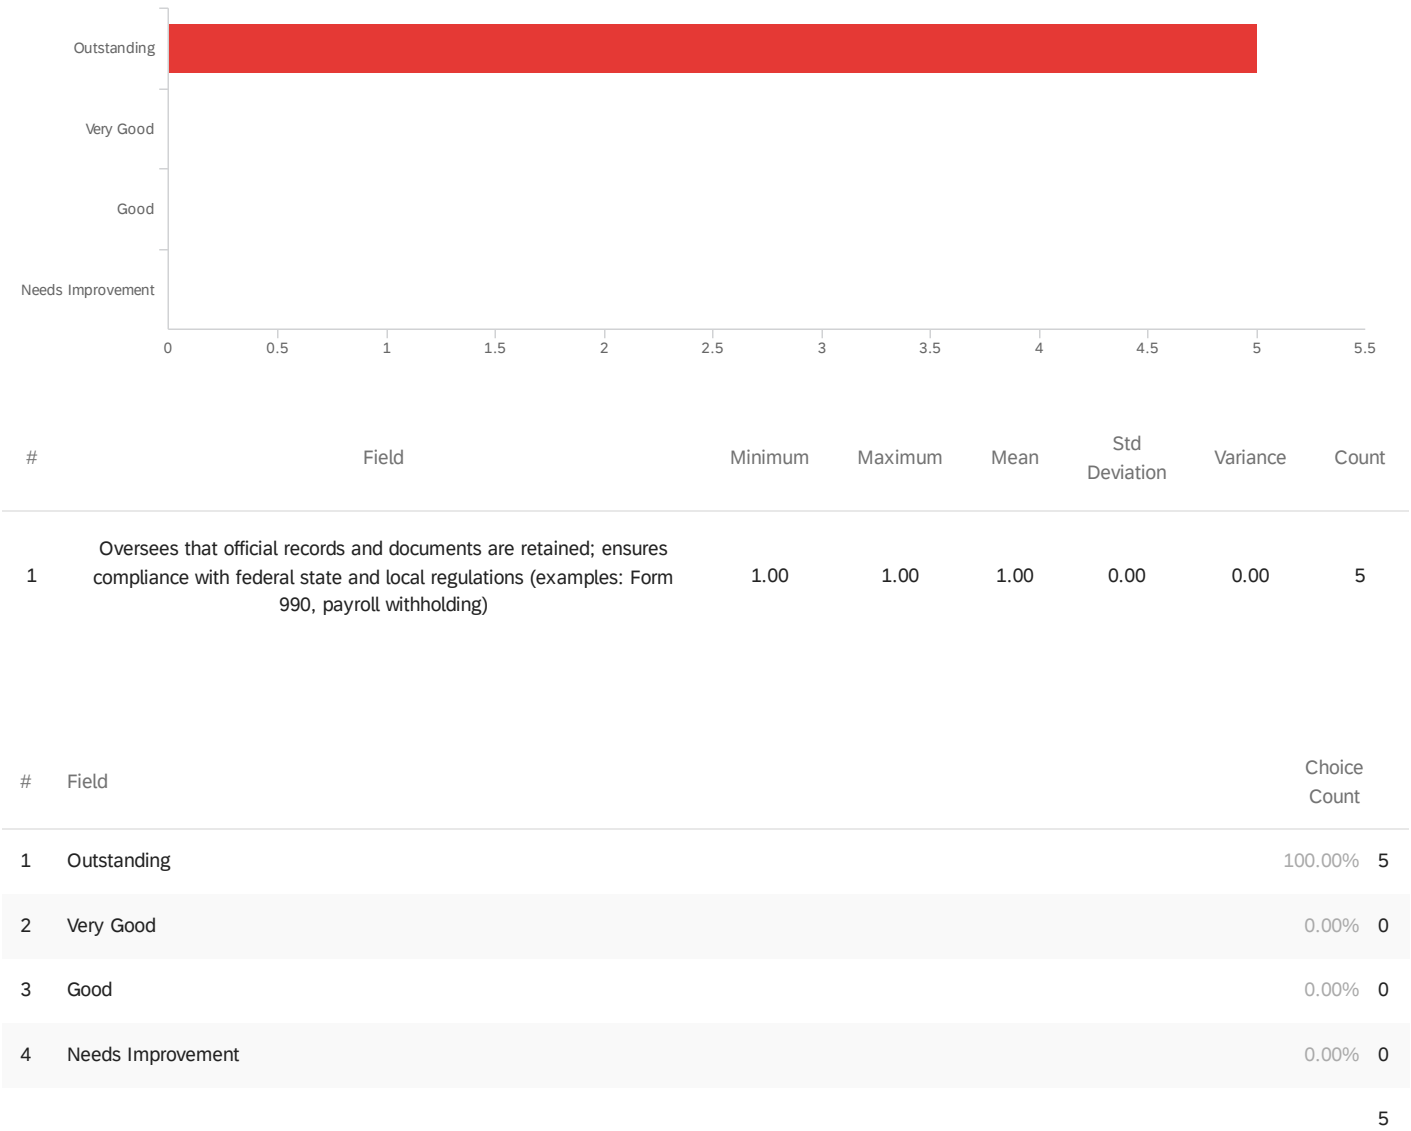 Outstanding
Very Good
Good
Needs Improvement
0 0.5 1 1.5 2 2.5 3 3.5 4 4.5 5 5.5
# Field Minimum Maximum Mean Std Deviation Variance Count
1 Oversees that official records and documents are retained; ensures
compliance with federal state and local regulations (examples: Form
990, payroll withholding) 1.00 1.00 1.00 0.00 0.00 5
# Field Choice Count
1 Outstanding 100.00% 5
2 Very Good 0.00% 0
3 Good 0.00% 0
4 Needs Improvement 0.00% 0
5